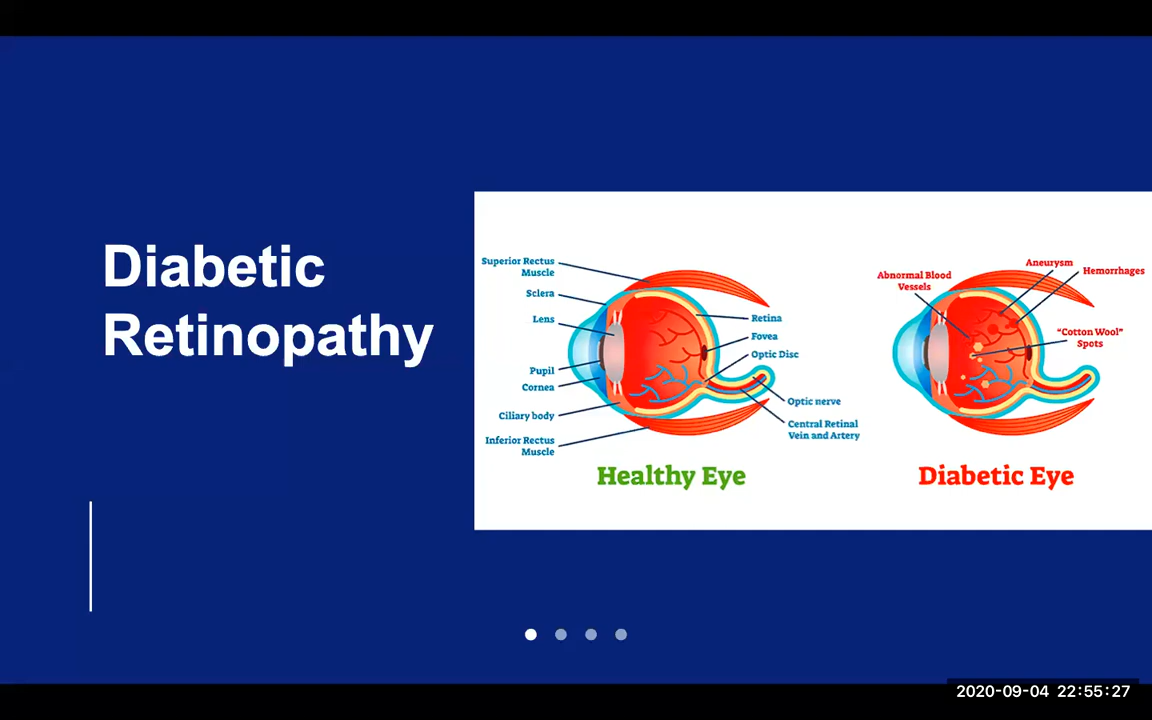 Diabetic
Retinopathy
Superior Rectus
Muscle
Sclera
Lens
Pupil
Cornea
Ciliary body
Inferior Rectus
Muscle
Retina
Fovea
Optic Disc
Optic nerve
Central Retinal
Vein and Artery
Healthy Eye
Abnormal Blood
Vessels
Aneurysm
Hemorrhages
"Cotton Wool"
Spots
Diabetic Eye
2020-09-04 22:55:27